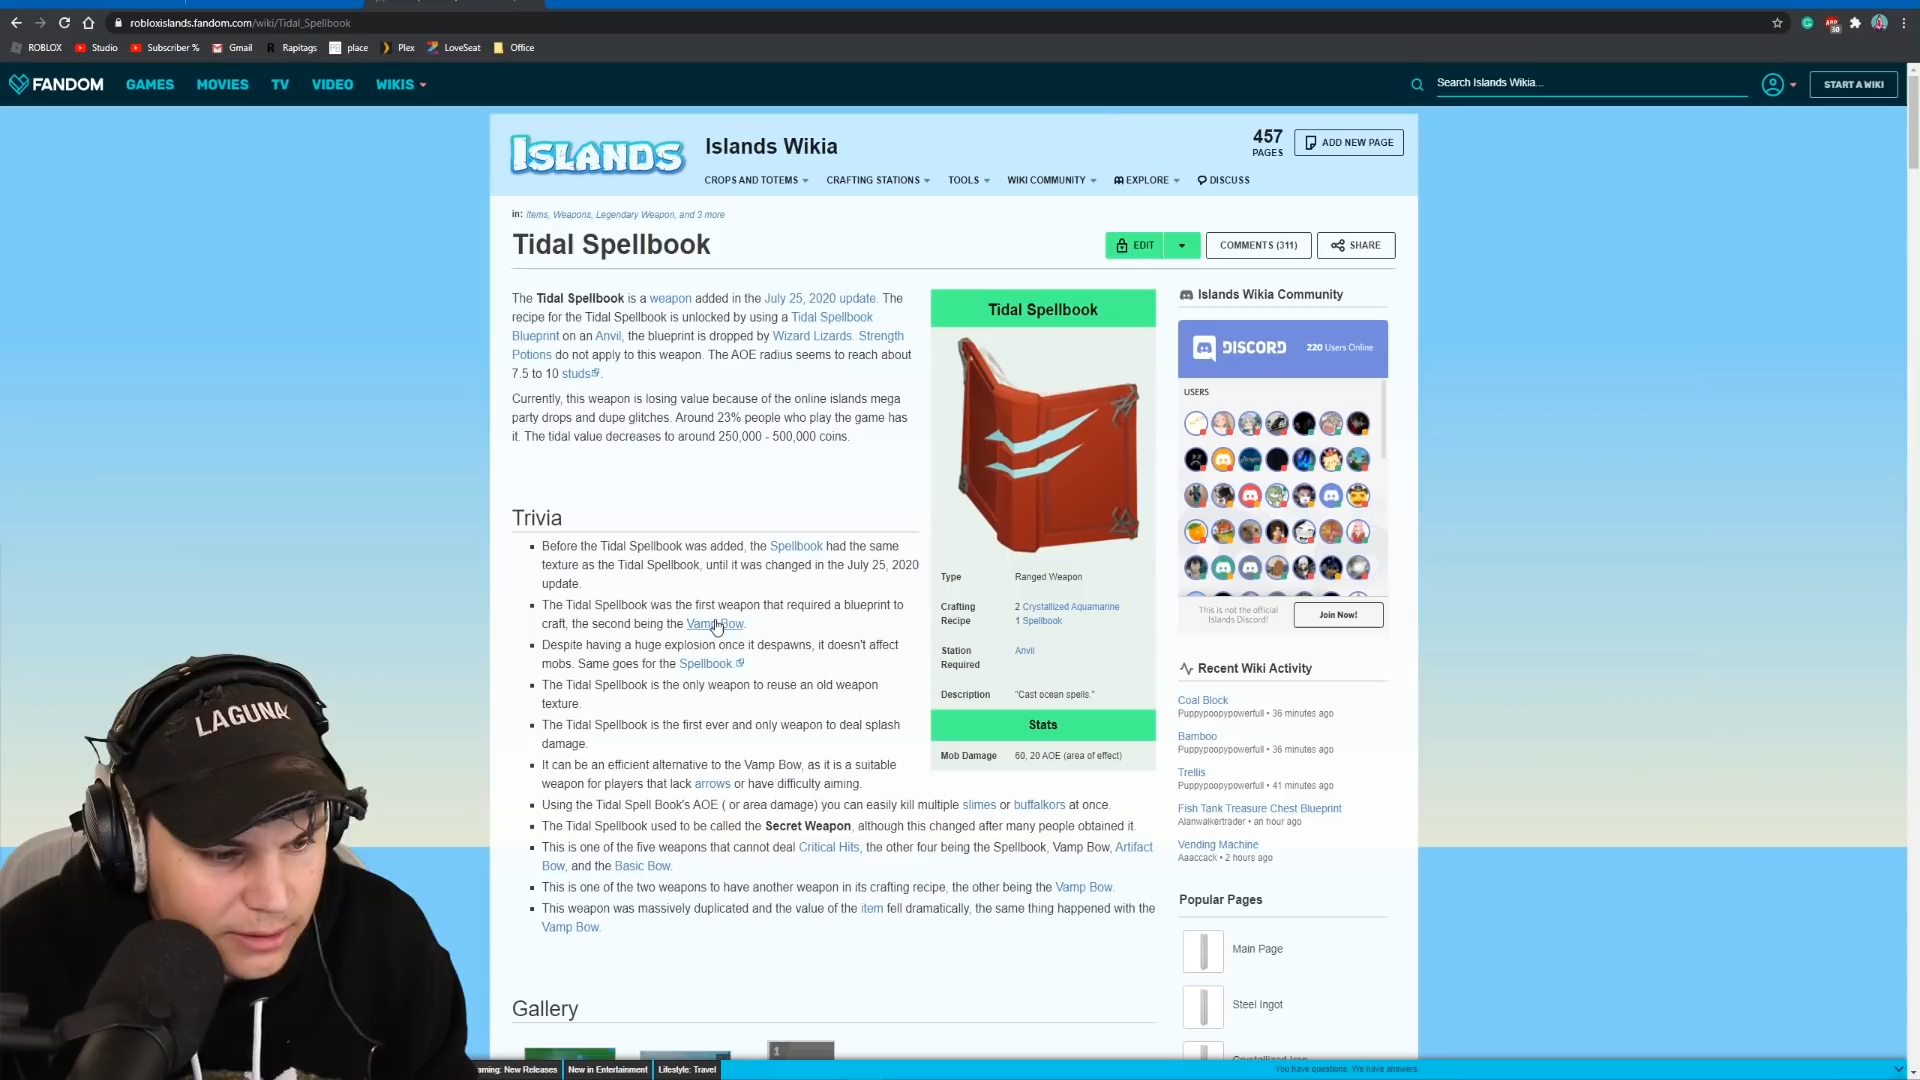 robloxislands.fandom.com/wiki/Tidal_Spellbook
ROBLOX Studio Subscriber % Gmail Rapitags place Plex LoveSeat Office
FANDOM GAMES MOVIES TV VIDEO WIKIS Search Islands Wikia... START A WIKI
ISLANDS Islands Wikia 457 PAGES ADD NEW PAGE
CROPS AND TOTEMS CRAFTING STATIONS TOOLS WIKI COMMUNITY EXPLORE DISCUSS
in: Items, Weapons, Legendary Weapon, and 3 more
Tidal Spellbook
EDIT COMMENTS (311) SHARE
The Tidal Spellbook is a weapon added in the July 25, 2020 update. The
recipe for the Tidal Spellbook is unlocked by using a Tidal Spellbook
Blueprint on an Anvil, the blueprint is dropped by Wizard Lizards. Strength
Potions do not apply to this weapon. The AOE radius seems to reach about
7.5 to 10 studs.
Currently, this weapon is losing value because of the online islands mega
party drops and dupe glitches. Around 23% people who play the game has
it. The tidal value decreases to around 250,000 - 500,000 coins.
Trivia
Before the Tidal Spellbook was added, the Spellbook had the same
texture as the Tidal Spellbook, until it was changed in the July 25, 2020
update.
The Tidal Spellbook was the first weapon that required a blueprint to
craft, the second being the Vamp Bow.
Despite having a huge explosion once it despawns, it doesn't affect
mobs. Same goes for the Spellbook.
The Tidal Spellbook is the only weapon to reuse an old weapon
texture.
The Tidal Spellbook is the first ever and only weapon to deal splash
damage.
It can be an efficient alternative to the Vamp Bow, as it is a suitable
weapon for players that lack arrows or have difficulty aiming.
Using the Tidal Spell Book's AOE ( or area damage) you can easily kill multiple slimes or buffalkors at once.
The Tidal Spellbook used to be called the Secret Weapon, although this changed after many people obtained it.
This is one of the five weapons that cannot deal Critical Hits, the other four being the Spellbook, Vamp Bow, Artifact
Bow, and the Basic Bow.
This is one of the two weapons to have another weapon in its crafting recipe, the other being the Vamp Bow.
This weapon was massively duplicated and the value of the item fell dramatically, the same thing happened with the
Vamp Bow.
Gallery
1
Tidal Spellbook
Type Ranged Weapon
Crafting 2 Crystallized Aquamarine
Recipe 1 Spellbook
Station Anvil
Required
Description "Cast ocean spells."
Stats
Mob Damage 60, 20 AOE (area of effect)
Islands Wikia Community
DISCORD 220 Users Online
USERS
This is not the official
Islands Discord!
Join Now!
Recent Wiki Activity
Coal Block
Puppypoopypowerfull • 36 minutes ago
Bamboo
Puppypoopypowerfull • 36 minutes ago
Trellis
Puppypoopypowerfull • 41 minutes ago
Fish Tank Treasure Chest Blueprint
Alanwalkertrader • an hour ago
Vending Machine
Aaaccack • 2 hours ago
Popular Pages
Main Page
Steel Ingot
LAGUNA
aming: New Releases New in Entertainment Lifestyle: Travel You have questions. We have answers.